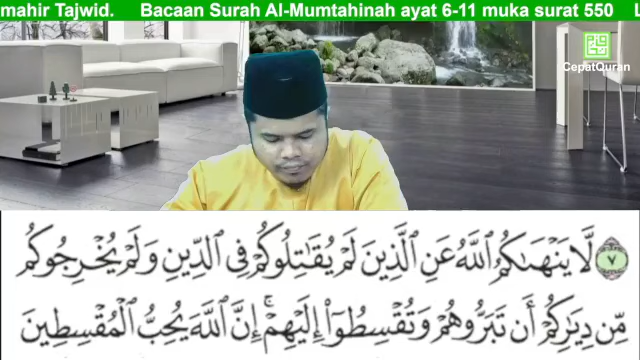 mahir Tajwid. Bacaan Surah Al-Mumtahinah ayat 6-11 muka surat 550 L
CepatQuran
٧ لَّا يَنْهَىٰكُمُ ٱللَّهُ عَنِ ٱلَّذِينَ لَمْ يُقَٰتِلُوكُمْ فِى ٱلدِّينِ وَلَمْ يُخْرِجُوكُم
مِّن دِيَٰرِكُمْ أَن تَبَرُّوهُمْ وَتُقْسِطُوٓا۟ إِلَيْهِمْ ۚ إِنَّ ٱللَّهَ يُحِبُّ ٱلْمُقْسِطِينَ